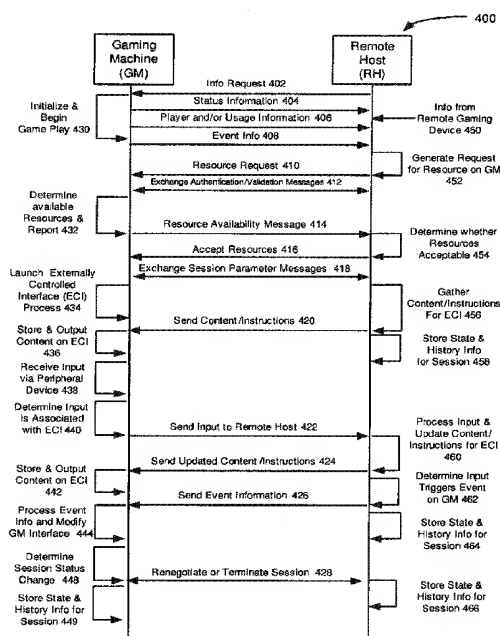 400
Gaming
Machine
(GM)
Remote
Host
(RH)
Info Request 402
Status Information 404
Player and/or Usage Information 406
Event Info 408
Initialize &
Begin
Game Play 430
Info from
Remote Gaming
Device 450
Resource Request 410
Generate Request
for Resource on GM
452
Exchange Authentication/Validation Messages 412
Determine
available
Resources &
Report 432
Resource Availability Message 414
Accept Resources 416
Determine whether
Resources
Acceptable 454
Exchange Session Parameter Messages 418
Launch Externally
Controlled
Interface (ECI)
Process 434
Gather
Content/Instructions
For ECI 456
Send Content/Instructions 420
Store & Output
Content on ECI
436
Store State &
History Info
for Session 458
Receive Input
via Peripheral
Device 438
Determine Input
is Associated
with ECI 440
Send Input to Remote Host 422
Process Input &
Update Content/
Instructions for ECI
460
Send Updated Content /Instructions 424
Store & Output
Content on ECI
442
Determine Input
Triggers Event
on GM 462
Send Event Information 426
Process Event
Info and Modify
GM Interface 444
Store State &
History Info for
Session 464
Determine
Session Status
Change 448
Renegotiate or Terminate Session 428
Store State &
History Info for
Session 466
Store State &
History Info for
Session 449